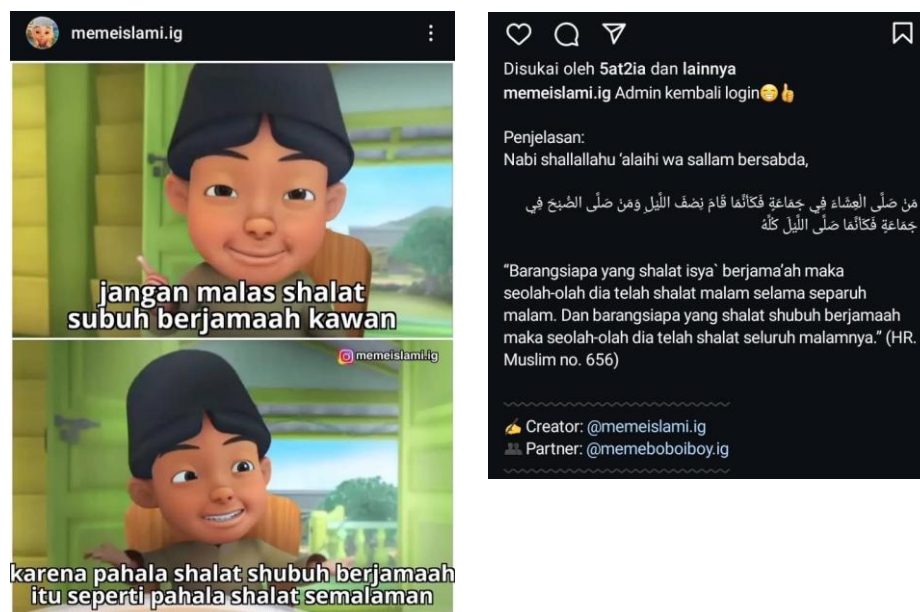 memeislami.ig
jangan malas shalat
subuh berjamaah kawan
memeislami.ig
karena pahala shalat shubuh berjamaah
itu seperti pahala shalat semalaman
Disukai oleh 5at2ia dan lainnya
memeislami.ig Admin kembali login😁👍
Penjelasan:
Nabi shallallahu ‘alaihi wa sallam bersabda,
مَنْ صَلَّى الْعِشَاءَ فِي جَمَاعَةٍ فَكَأَنَّمَا قَامَ نِصْفَ اللَّيْلِ وَمَنْ صَلَّى الصُّبْحَ فِي
جَمَاعَةٍ فَكَأَنَّمَا صَلَّى اللَّيْلَ كُلَّهُ
“Barangsiapa yang shalat isya` berjama’ah maka
seolah-olah dia telah shalat malam selama separuh
malam. Dan barangsiapa yang shalat shubuh berjamaah
maka seolah-olah dia telah shalat seluruh malamnya.” (HR.
Muslim no. 656)
✍️ Creator: @memeislami.ig
👥 Partner: @memeboboiboy.ig